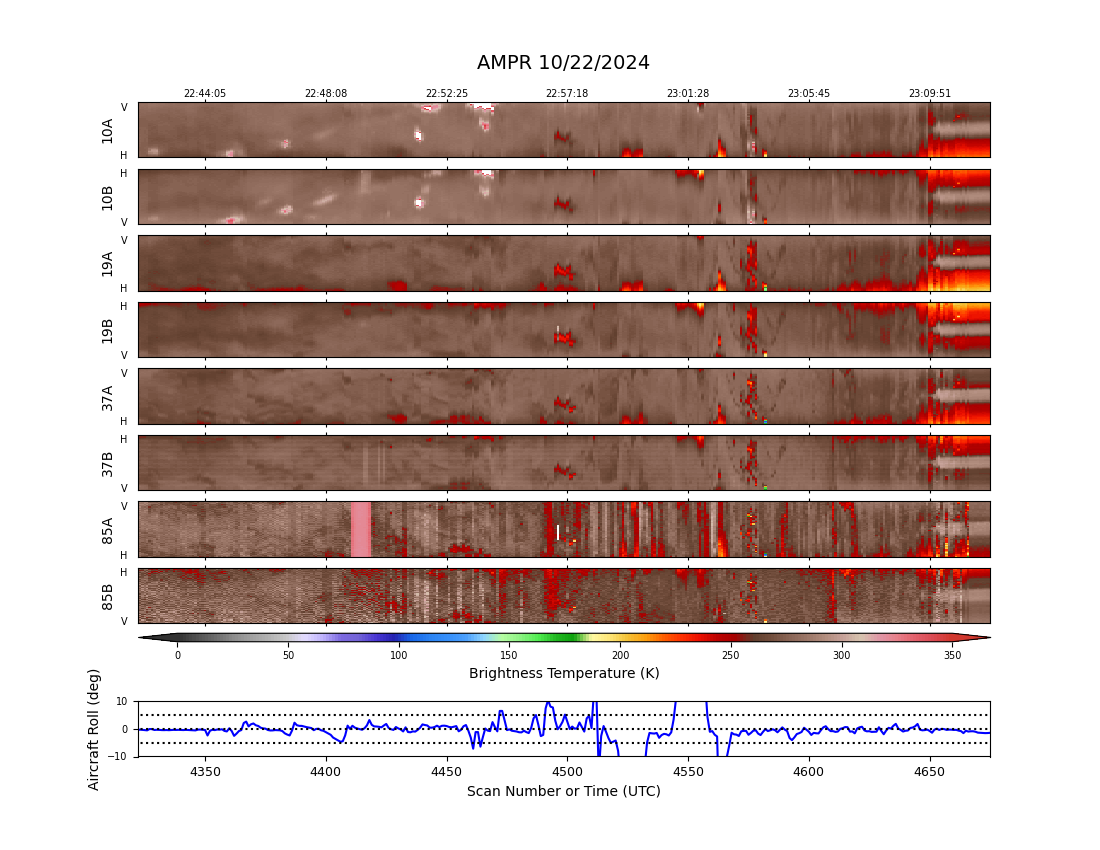 AMPR 10/22/2024
22:44:05 22:48:08 22:52:25 22:57:18 23:01:28 23:05:45 23:09:51
V
10A
H
H
10B
V
V
19A
H
H
19B
V
V
37A
H
H
37B
V
V
85A
H
H
85B
V
0 50 100 150 200 250 300 350
Brightness Temperature (K)
Aircraft Roll (deg)
10
0
−10
4350 4400 4450 4500 4550 4600 4650
Scan Number or Time (UTC)